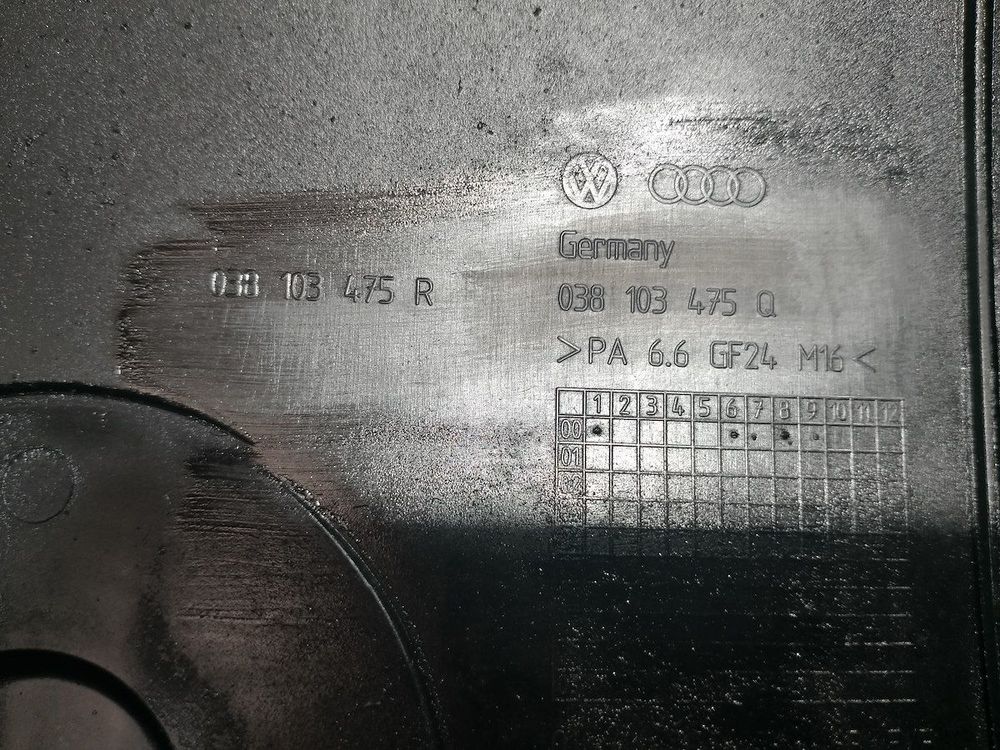 038 103 475 R
Germany
038 103 475 Q
>PA 6.6 GF24 M16<
1 2 3 4 5 6 7 8 9 10 11 12
00
01